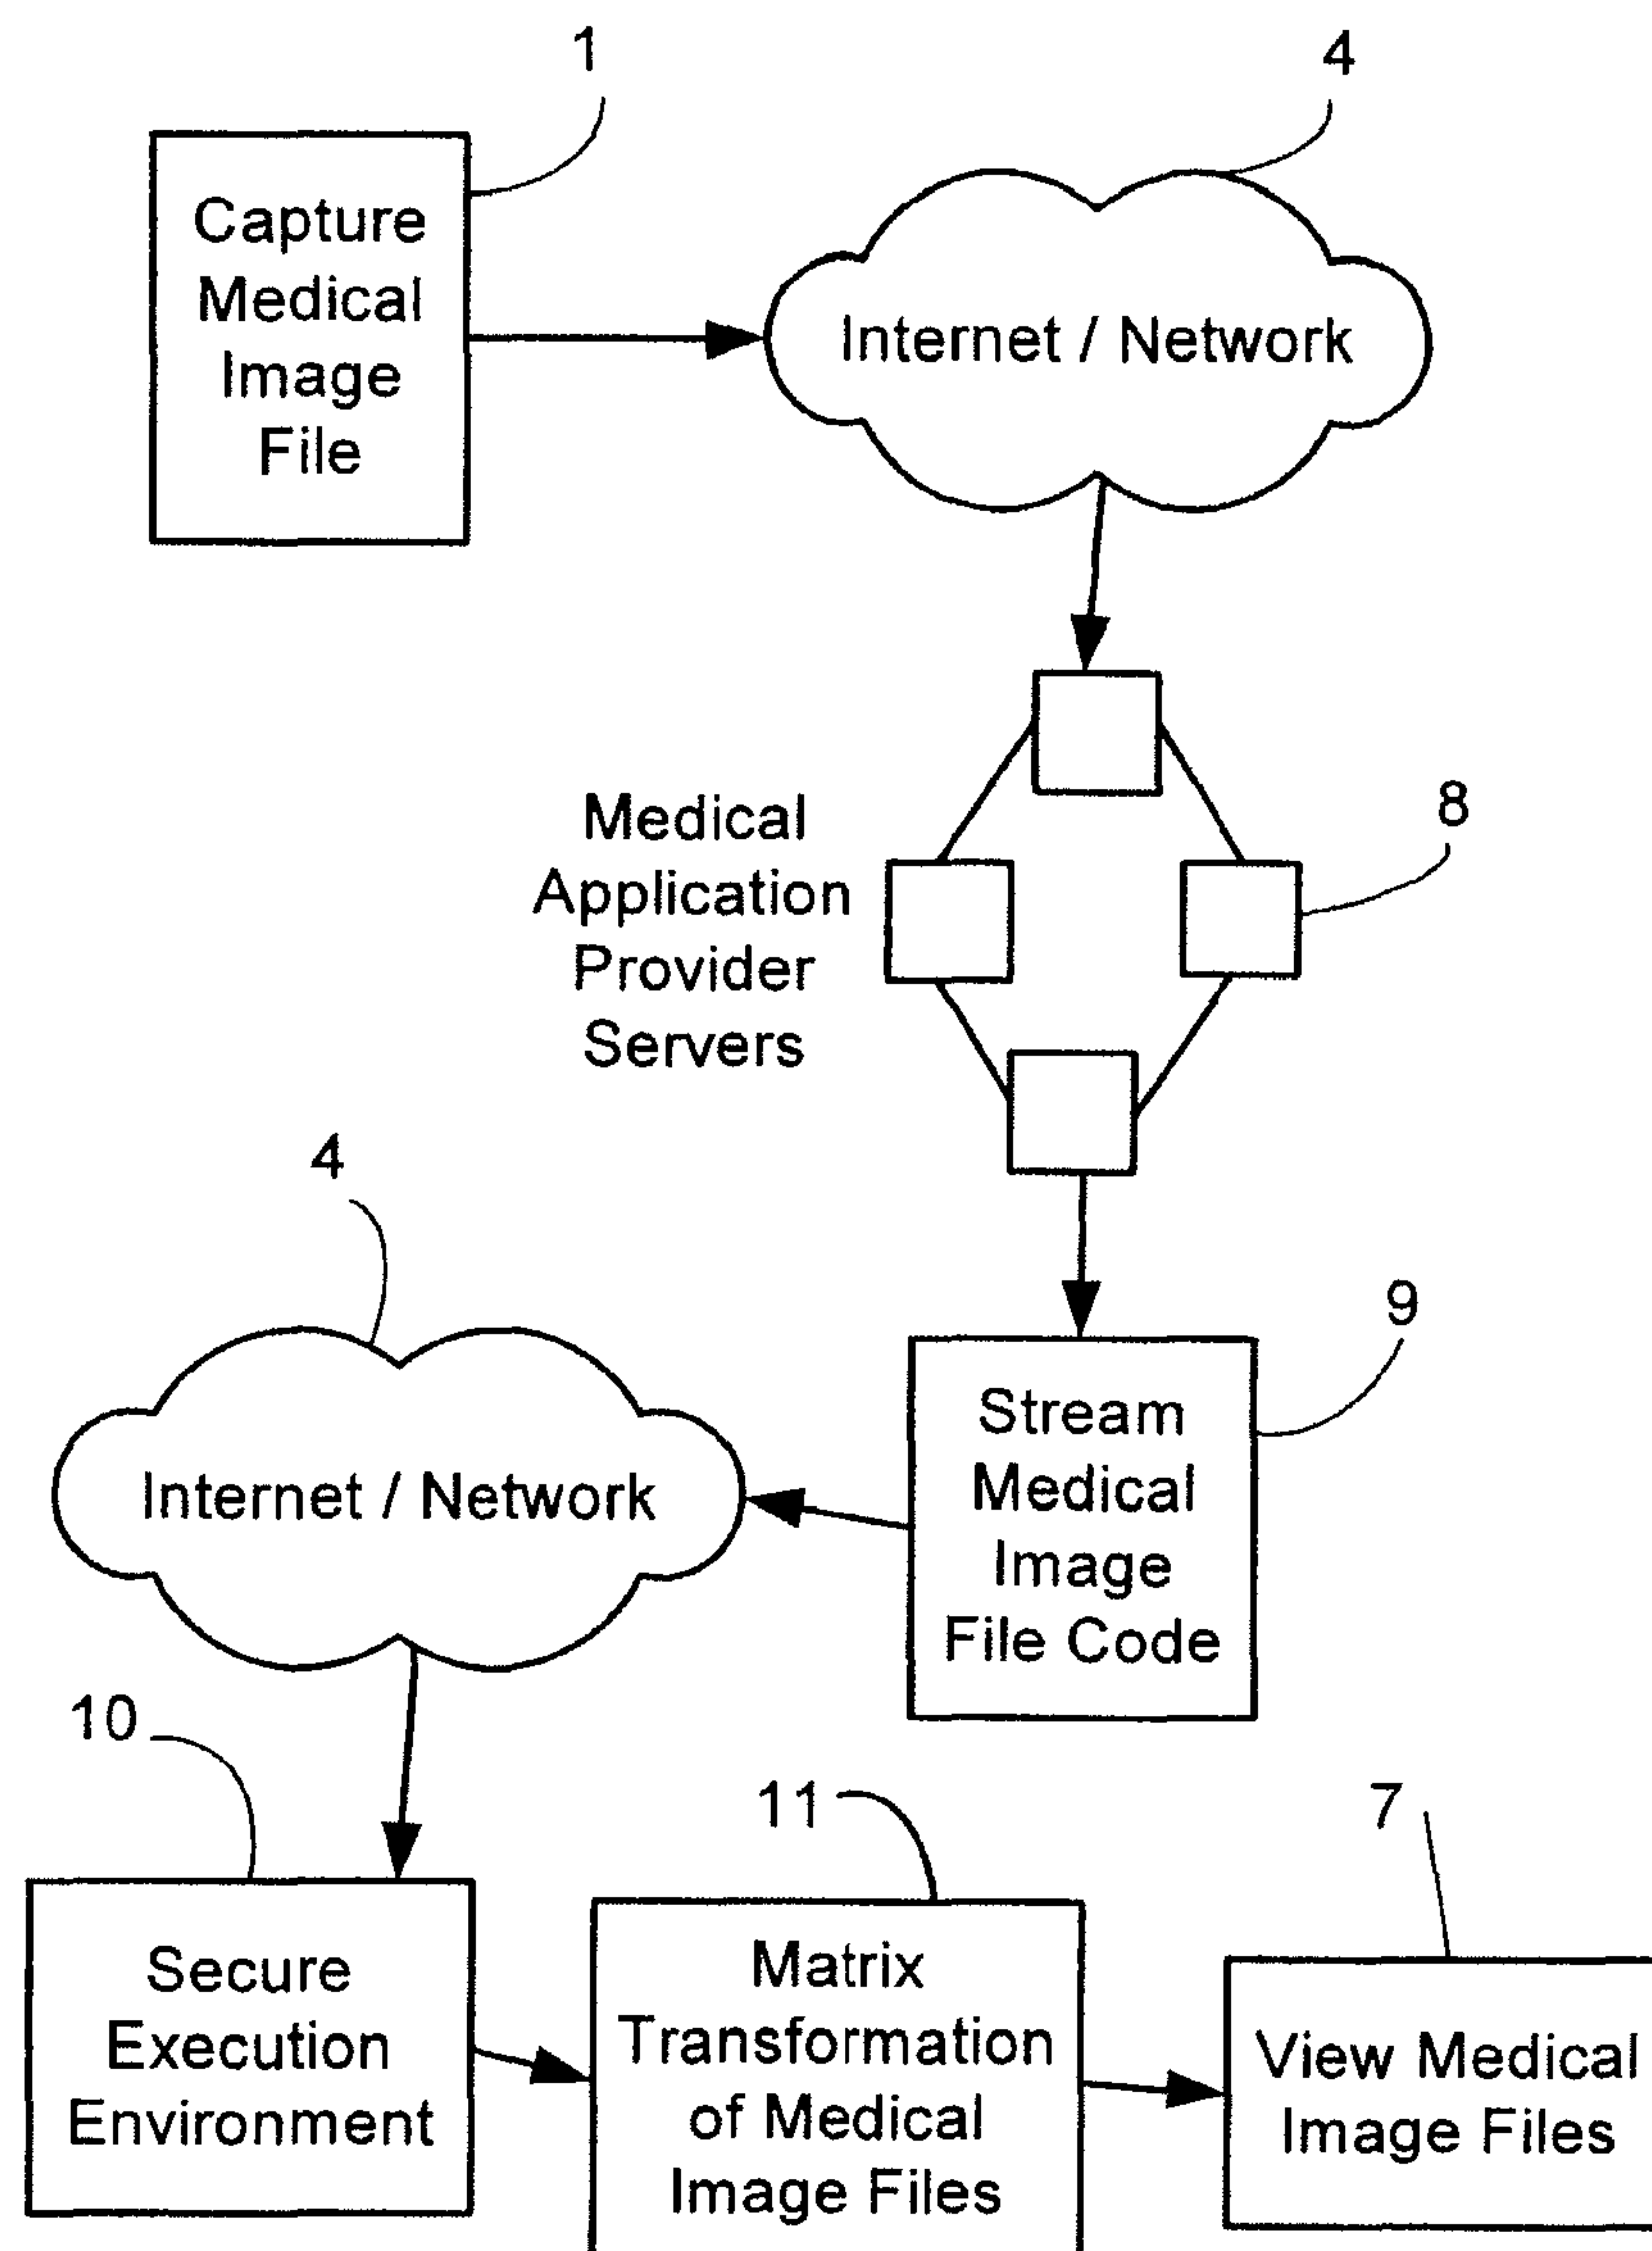 1
4
Capture
Medical
Image
File
Internet / Network
Medical
Application
Provider
Servers
8
4
9
Internet / Network
Stream
Medical
Image
File Code
10
11
7
Secure
Execution
Environment
Matrix
Transformation
of Medical
Image Files
View Medical
Image Files